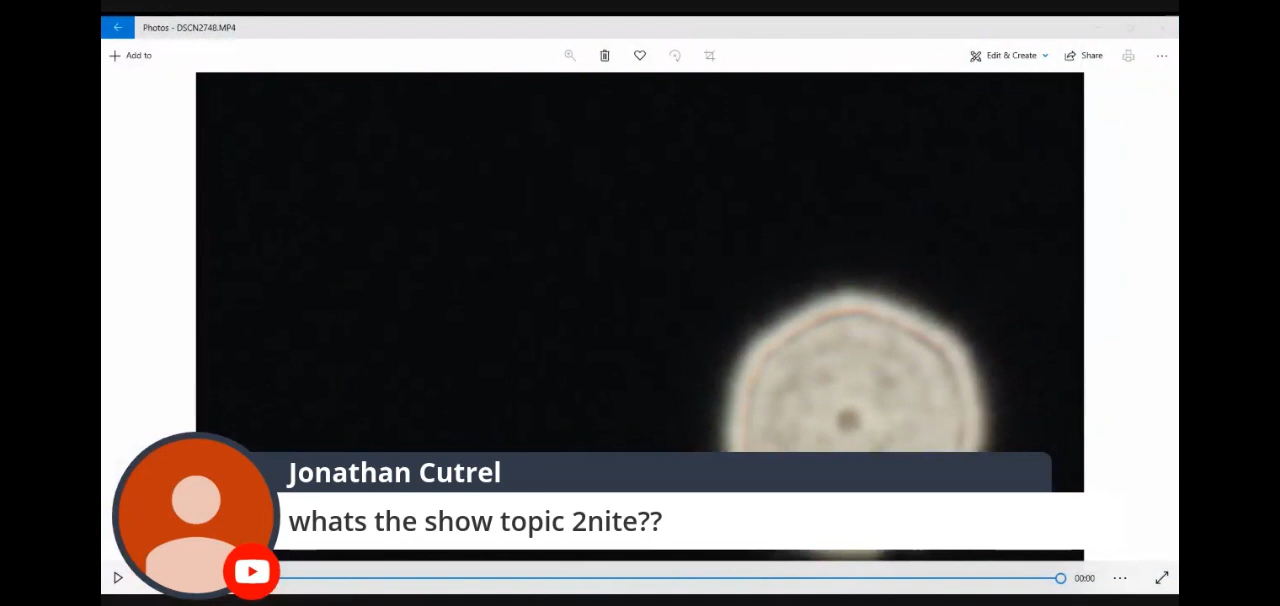 Photos - DSCN2748.MP4
Add to
Edit & Create
Share
Jonathan Cutrel
whats the show topic 2nite??
00:00